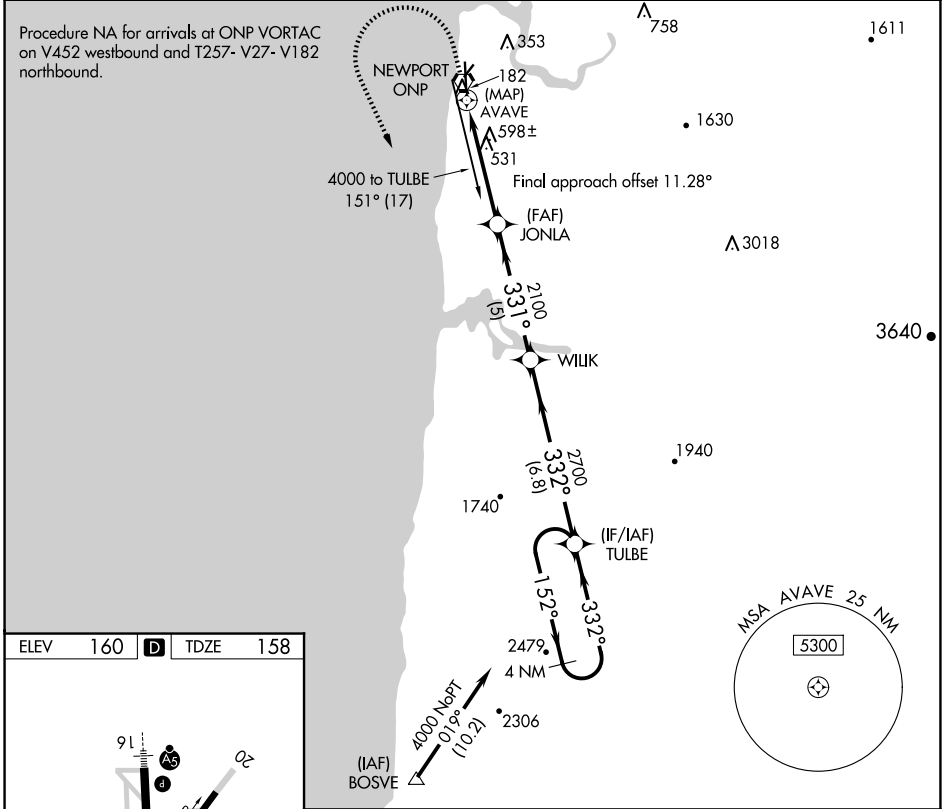 Procedure NA for arrivals at ONP VORTAC
on V452 westbound and T257- V27- V182
northbound.
758
1611
353
NEWPORT
ONP
182
(MAP)
AVAVE
1630
598±
531
4000 to TULBE
151° (17)
Final approach offset 11.28°
(FAF)
JONLA
3018
2100
331°
(5)
3640
WILIK
1940
2700
332°
(6.8)
1740
(IF/IAF)
TULBE
152°
332°
MSA AVAVE 25 NM
5300
2479
4 NM
4000 NoPT
019°
(10.2)
2306
(IAF)
BOSVE
ELEV 160 D TDZE 158
16
A5
20
P